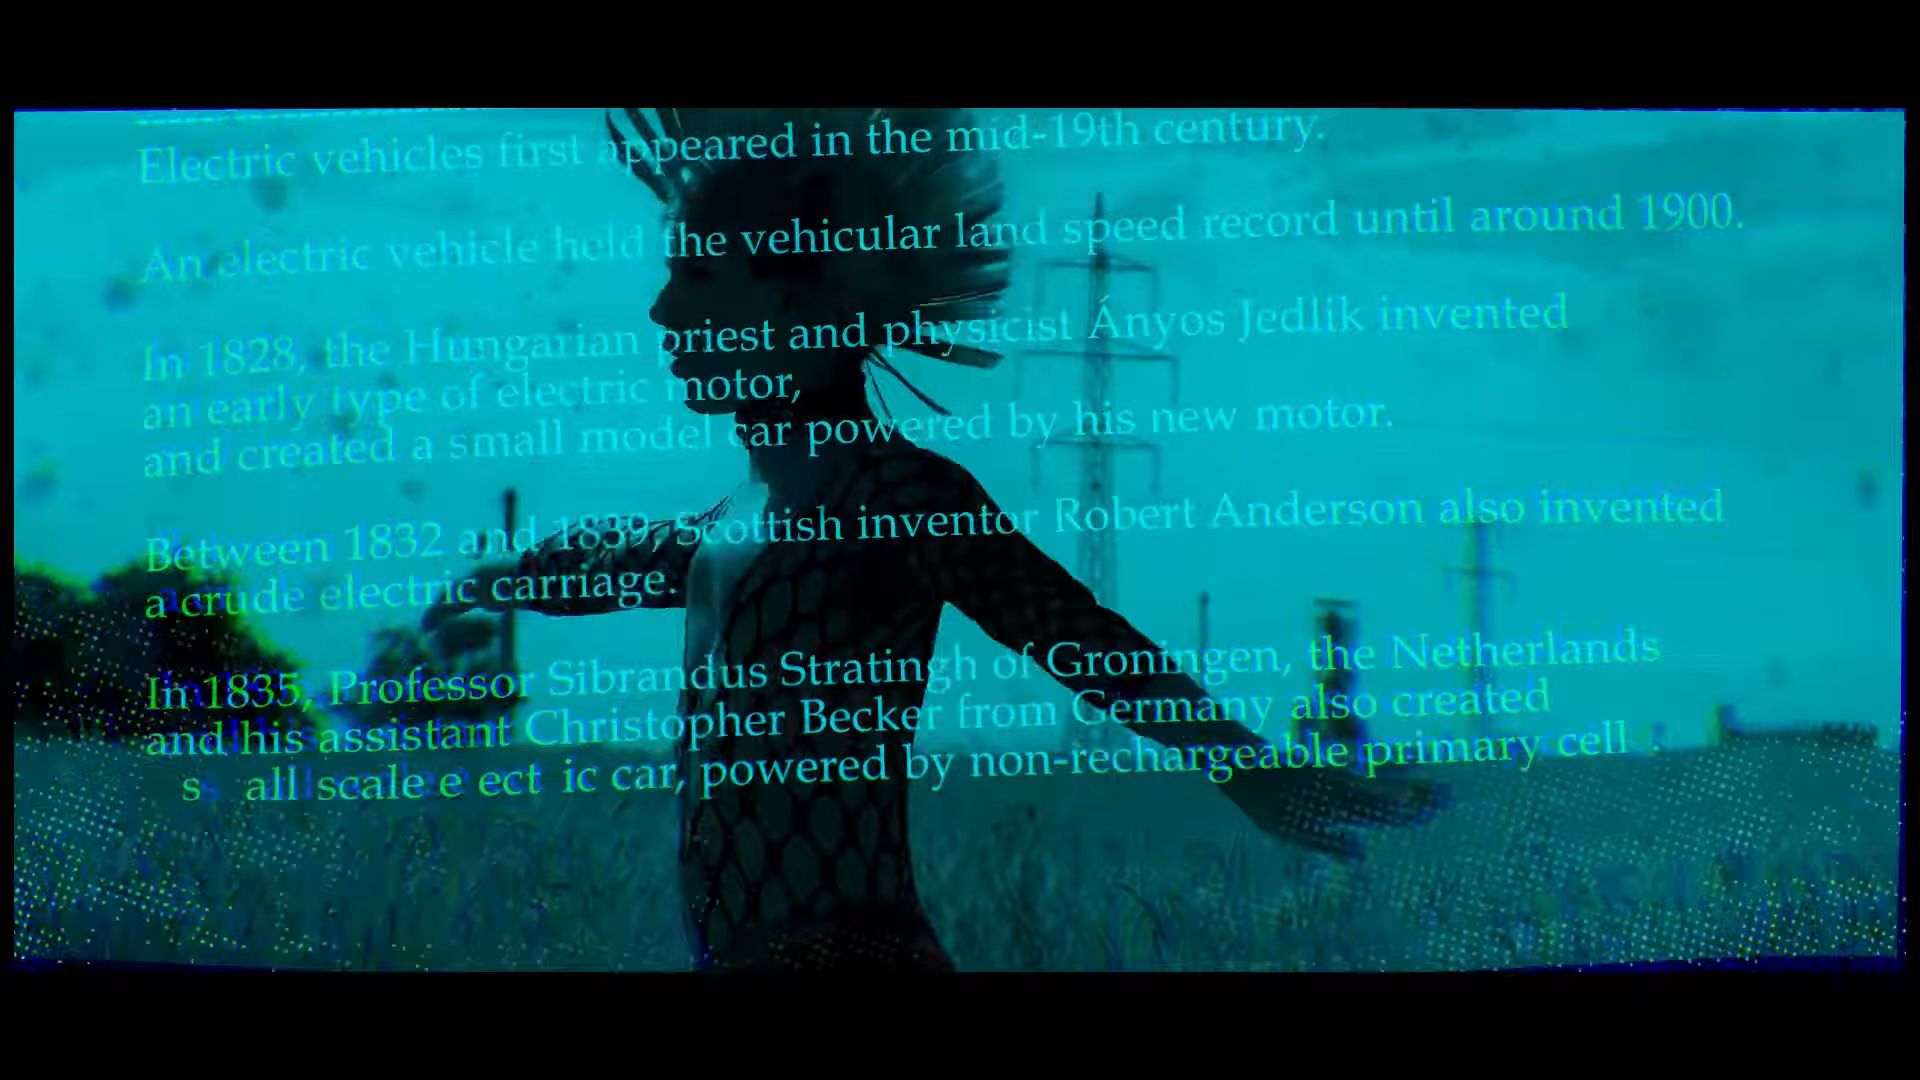 Electric vehicles first appeared in the mid-19th century.
An electric vehicle held the vehicular land speed record until around 1900.
In 1828, the Hungarian priest and physicist Ányos Jedlik invented
an early type of electric motor,
and created a small model car powered by his new motor.
Between 1832 and 1839, Scottish inventor Robert Anderson also invented
a crude electric carriage.
In 1835, Professor Sibrandus Stratingh of Groningen, the Netherlands
and his assistant Christopher Becker from Germany also created
s all scale e ect ic car, powered by non-rechargeable primary cell .